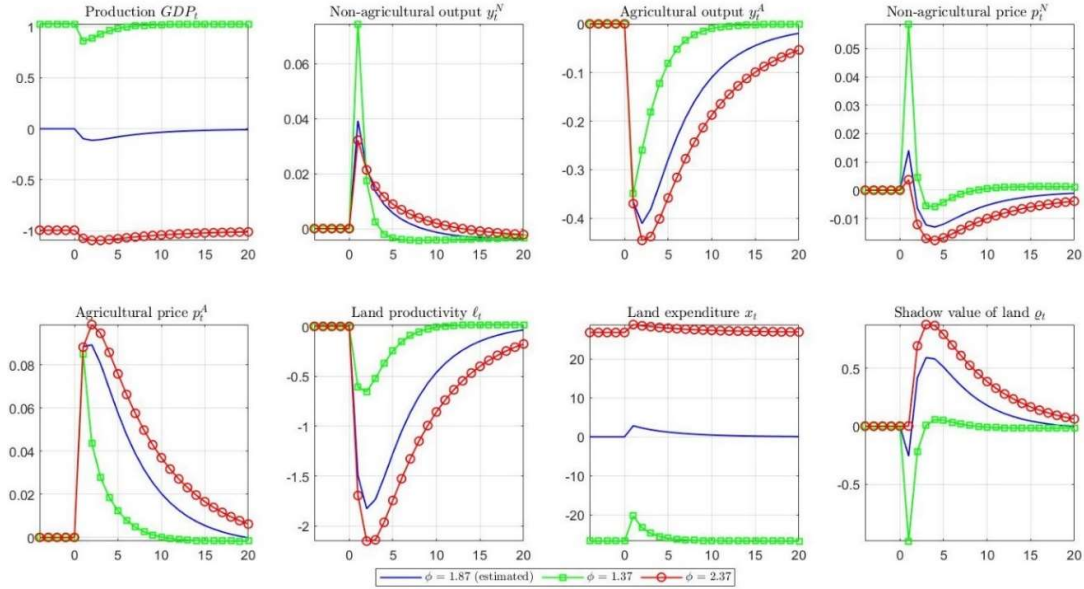 Production $GDP_t$
Non-agricultural output $y_t^N$
Agricultural output $y_t^A$
Non-agricultural price $p_t^N$
1
0.5
0
-0.5
-1
0 5 10 15 20
0.06
0.04
0.02
0
0 5 10 15 20
0
-0.1
-0.2
-0.3
-0.4
0 5 10 15 20
0.05
0.04
0.03
0.02
0.01
0
-0.01
0 5 10 15 20
Agricultural price $p_t^A$
Land productivity $\ell_t$
Land expenditure $x_t$
Shadow value of land $\varrho_t$
0.08
0.06
0.04
0.02
0
0 5 10 15 20
0
-0.5
-1
-1.5
-2
0 5 10 15 20
20
10
0
-10
-20
0 5 10 15 20
0.5
0
-0.5
0 5 10 15 20
ϕ = 1.87 (estimated) ϕ = 1.37 ϕ = 2.37